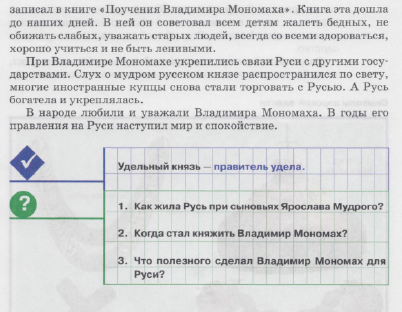 записал в книге «Поучения Владимира Мономаха». Книга эта дошла
до наших дней. В ней он советовал всем детям жалеть бедных, не
обижать слабых, уважать старых людей, всегда со всеми здороваться,
хорошо учиться и не быть ленивыми.
При Владимире Мономахе укрепились связи Руси с другими госу-
дарствами. Слух о мудром русском князе распространился по свету,
многие иностранные купцы снова стали торговать с Русью. А Русь
богатела и укреплялась.
В народе любили и уважали Владимира Мономаха. В годы его
правления на Руси наступил мир и спокойствие.
Удельный князь – правитель удела.
?
1. Как жила Русь при сыновьях Ярослава Мудрого?
2. Когда стал княжить Владимир Мономах?
3. Что полезного сделал Владимир Мономах для
Руси?